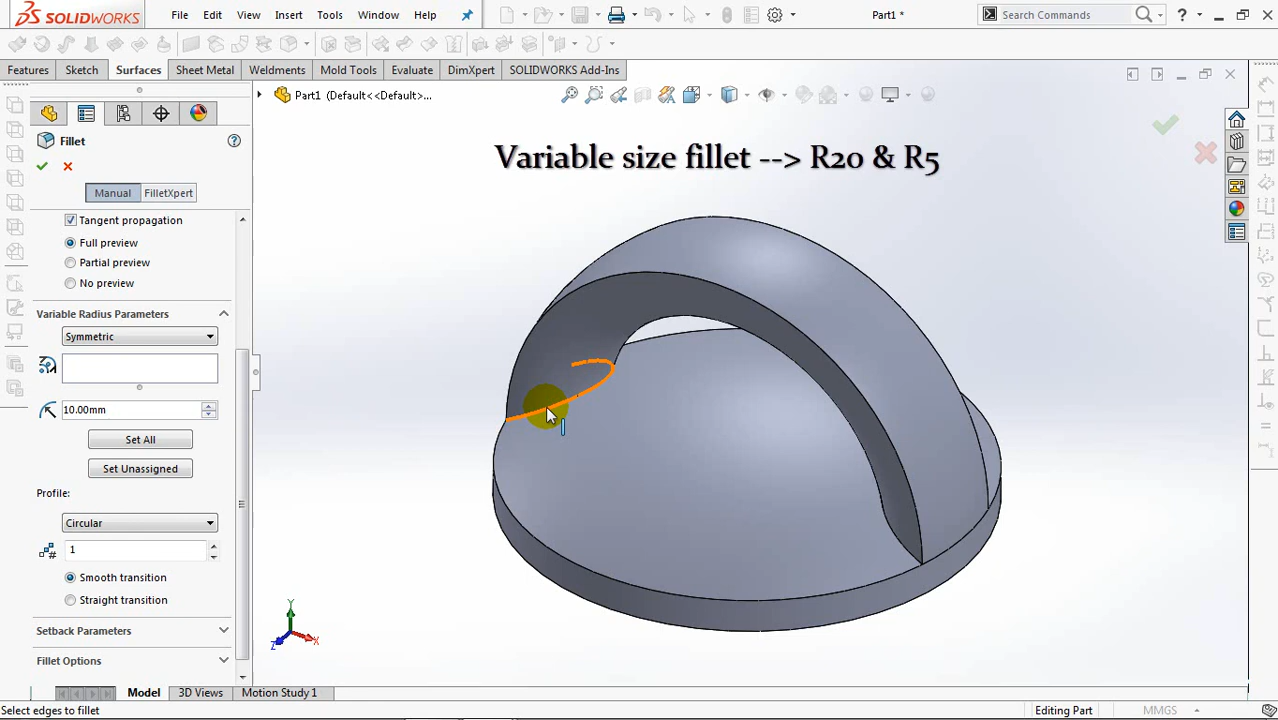 SOLIDWORKS
File Edit View Insert Tools Window Help
Part1 *
Search Commands
?
Features Sketch Surfaces Sheet Metal Weldments Mold Tools Evaluate DimXpert SOLIDWORKS Add-Ins
Part1 (Default<<Default>...
Fillet
?
Manual FilletXpert
Tangent propagation
Full preview
Partial preview
No preview
Variable Radius Parameters
Symmetric
10.00mm
Set All
Set Unassigned
Profile:
Circular
1
Smooth transition
Straight transition
Setback Parameters
Fillet Options
Variable size fillet --> R20 & R5
Y
X
Z
Model 3D Views Motion Study 1
Select edges to fillet
Editing Part
MMGS